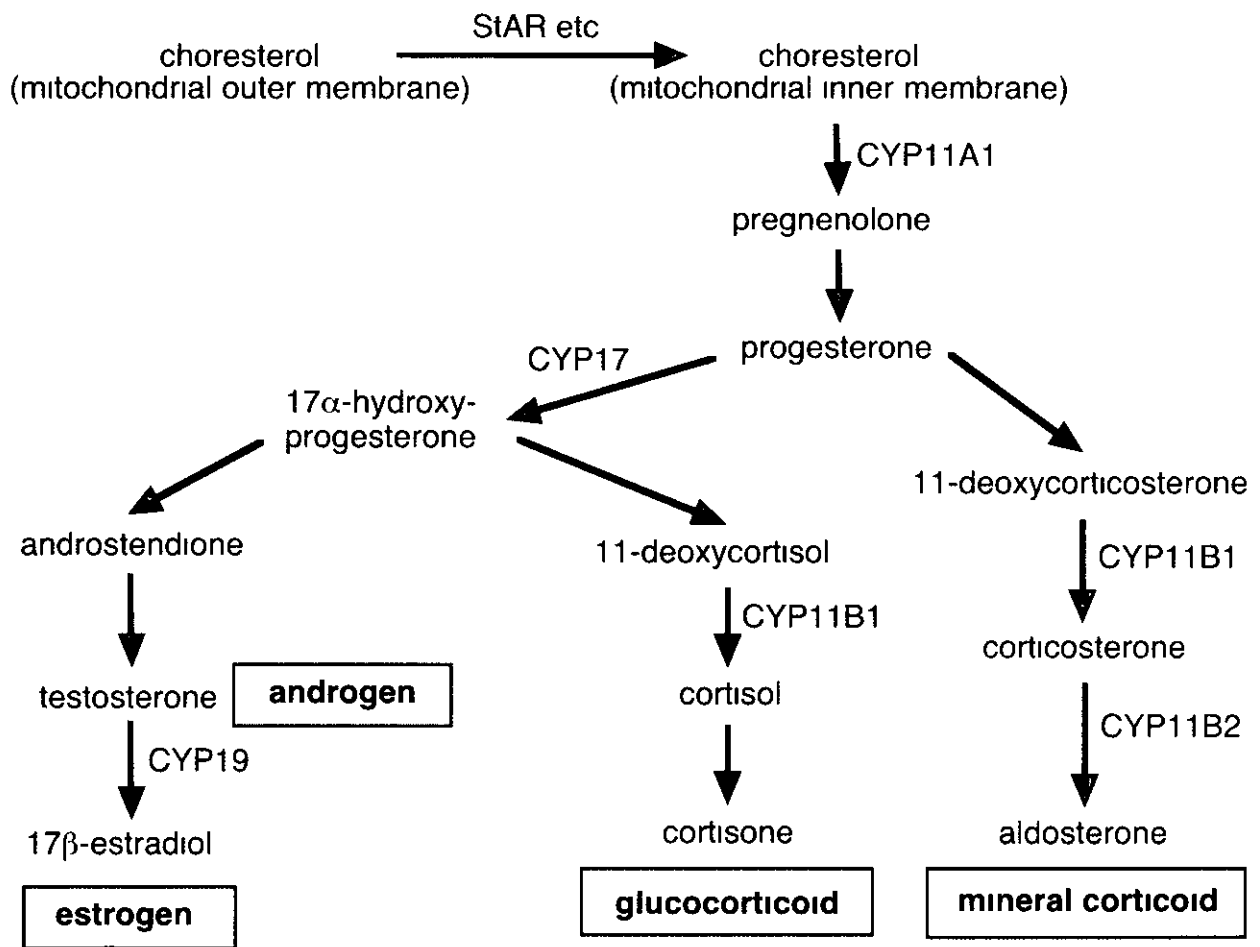 StAR etc
choresterol
(mitochondrial outer membrane)
choresterol
(mitochondrial inner membrane)
CYP11A1
pregnenolone
progesterone
CYP17
17α-hydroxy-
progesterone
11-deoxycorticosterone
androstendione
11-deoxycortisol
CYP11B1
CYP11B1
corticosterone
testosterone
androgen
cortisol
CYP11B2
CYP19
17β-estradiol
cortisone
aldosterone
estrogen
glucocorticoid
mineral corticoid